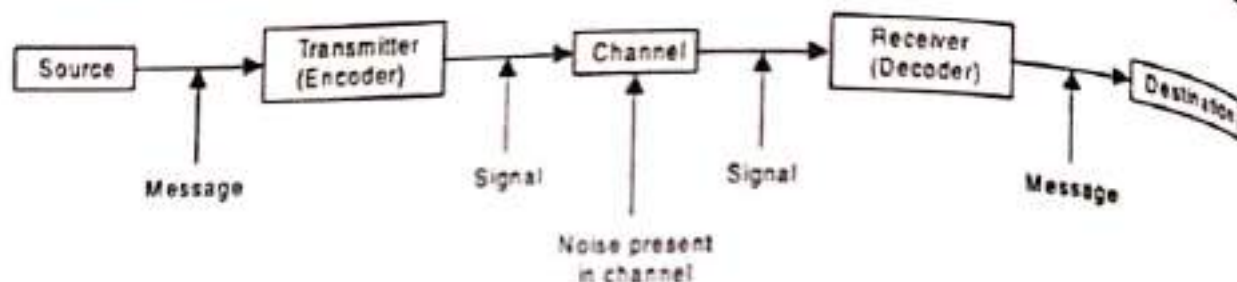 Source
Transmitter
(Encoder)
Channel
Receiver
(Decoder)
Destination
Message
Signal
Signal
Message
Noise present
in channel